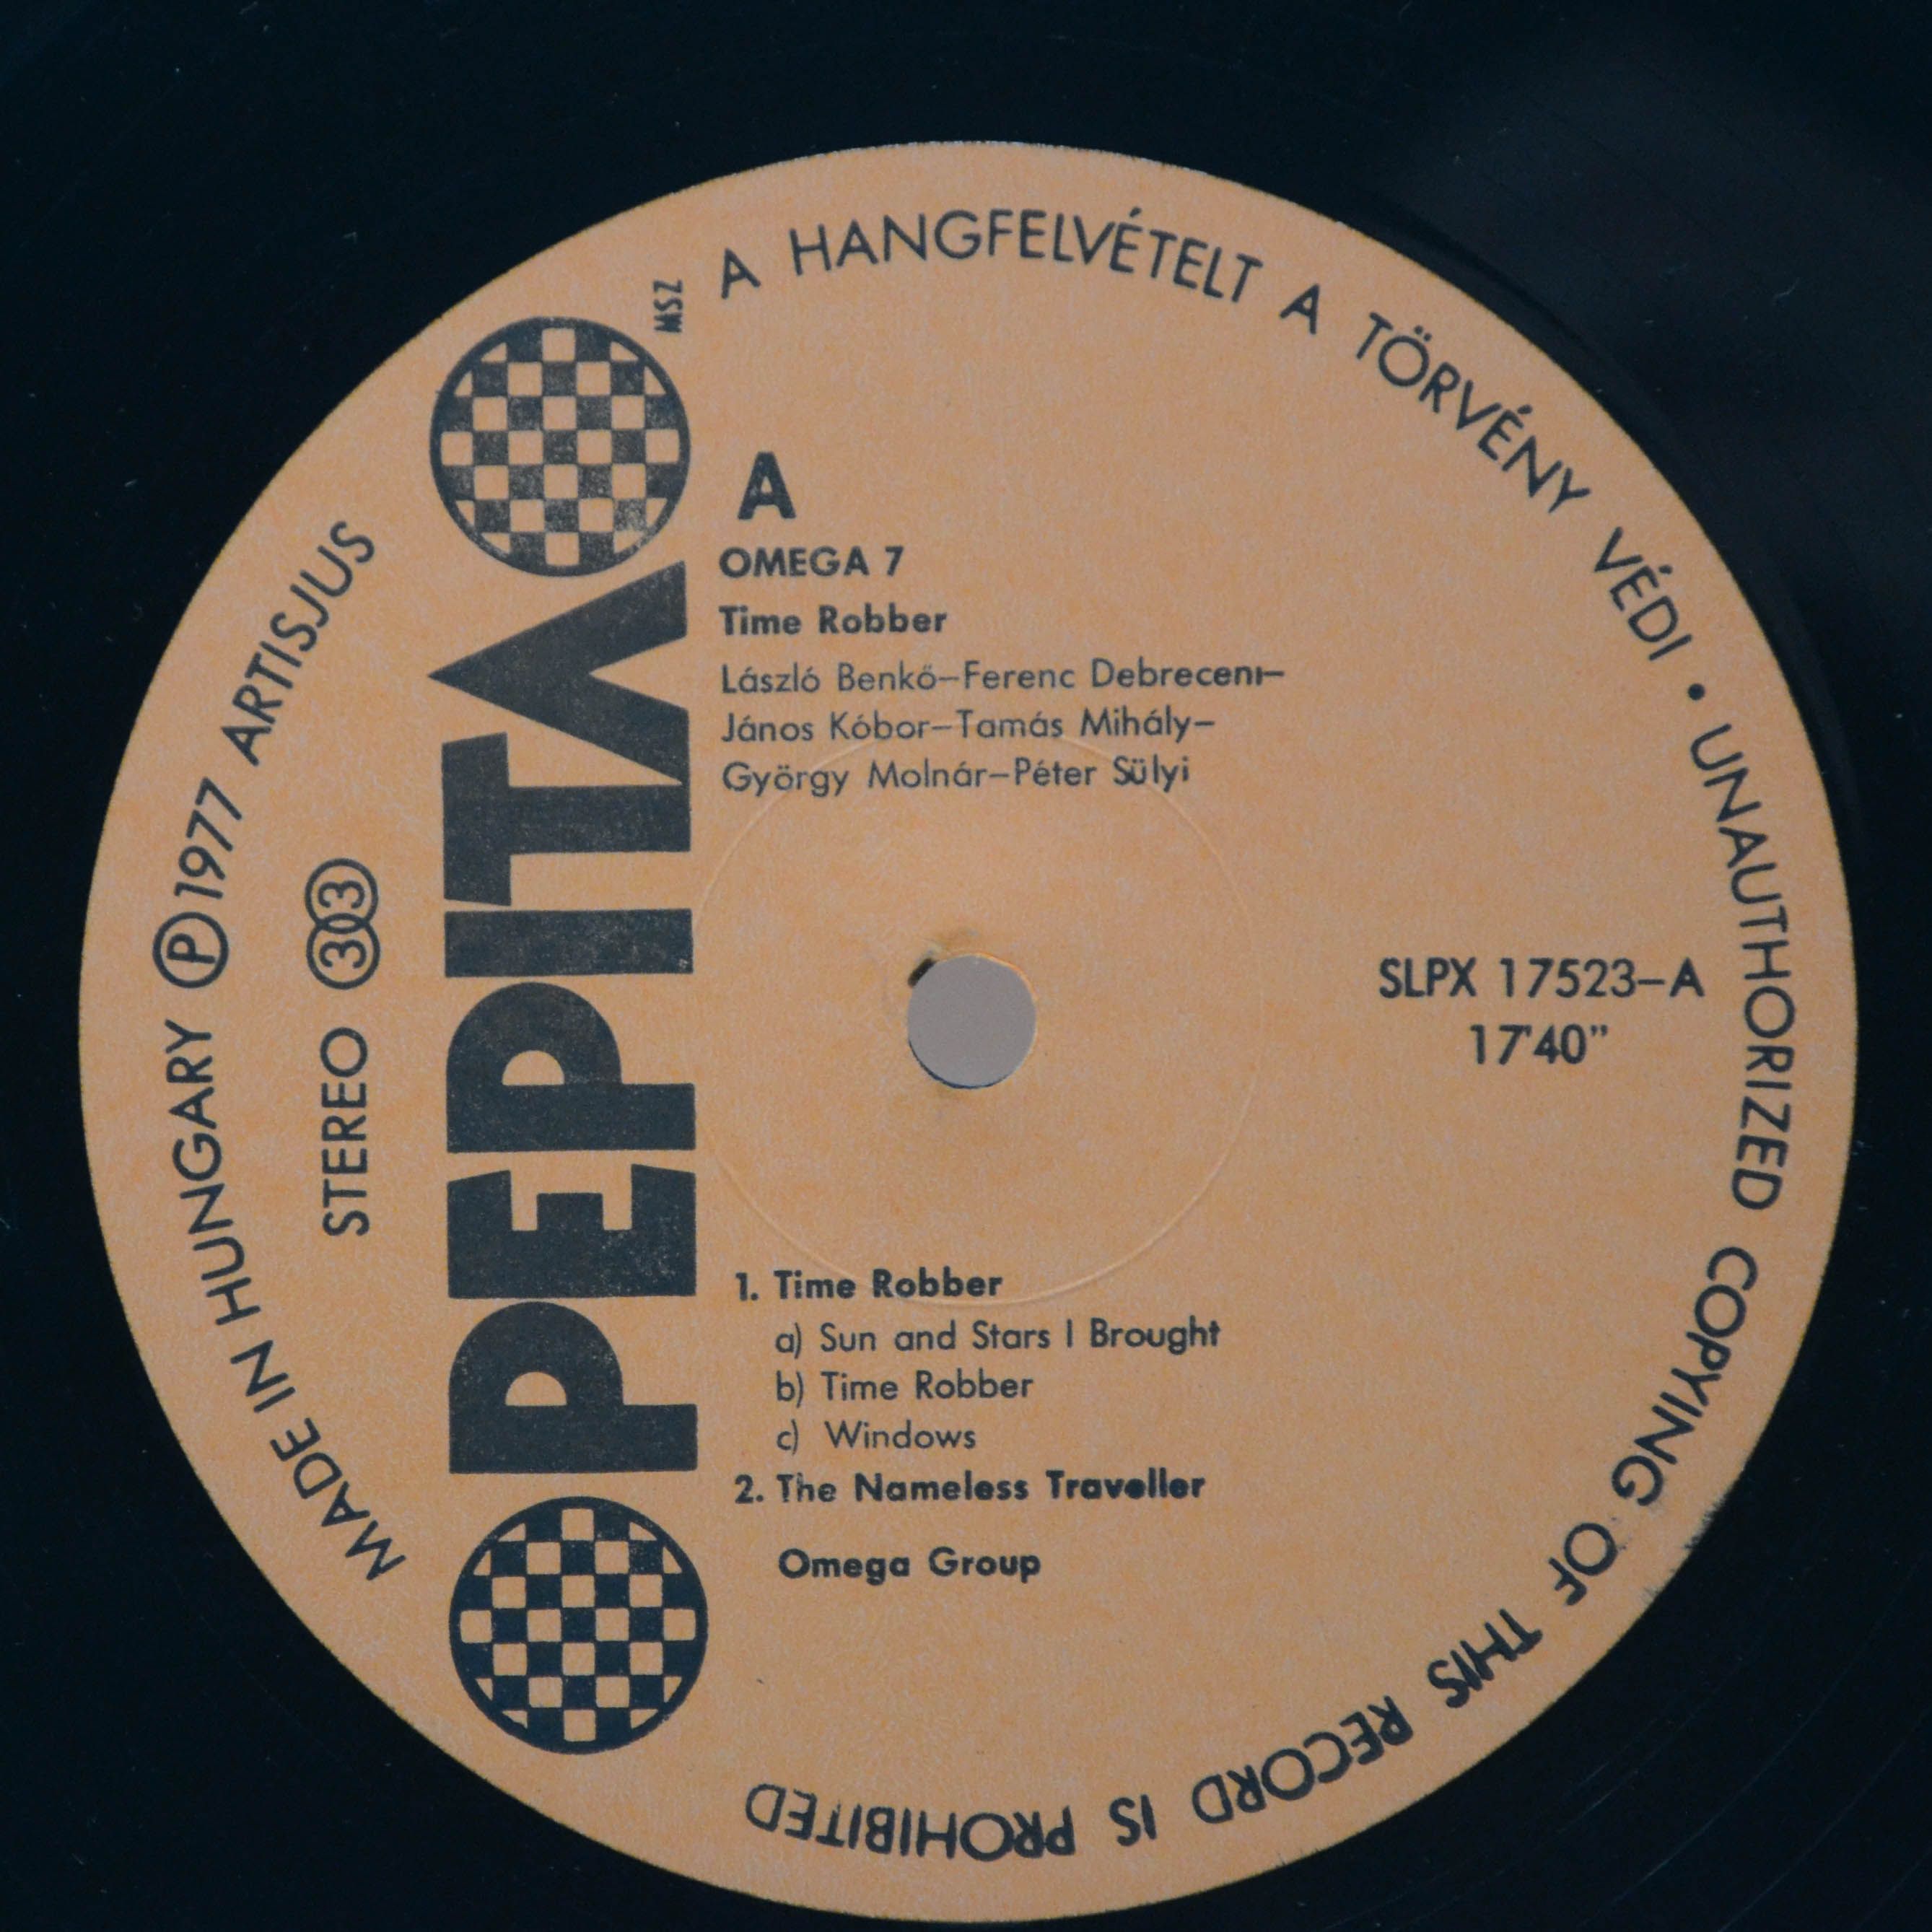 A HANGFELVÉTELT A TÖRVÉNY VÉDI • UNAUTHORIZED COPYING OF THIS RECORD IS PROHIBITED
MADE IN HUNGARY Ⓟ 1977 ARTISJUS
STEREO 303
PEPITA
MSZ
A
OMEGA 7
Time Robber
László Benkő–Ferenc Debreceni–
János Kóbor–Tamás Mihály–
György Molnár–Péter Sülyi
SLPX 17523–A
17'40”
1. Time Robber
a) Sun and Stars I Brought
b) Time Robber
c) Windows
2. The Nameless Traveller
Omega Group